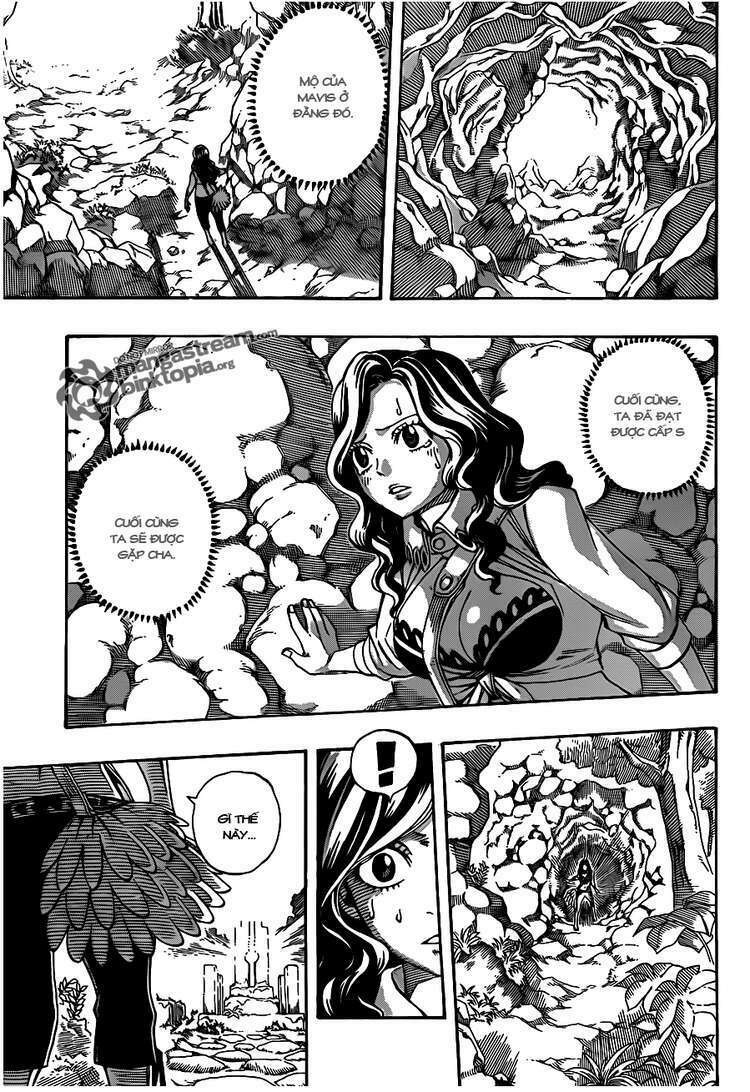 MỘ CỦA
MAVIS Ở
ĐẰNG ĐÓ.
CUỐI CÙNG,
TA ĐÃ ĐẠT
ĐƯỢC CẤP S
CUỐI CÙNG
TA SẼ ĐƯỢC
GẶP CHA.
mangastream.com
binktopia.org
!
GÌ THẾ
NÀY...